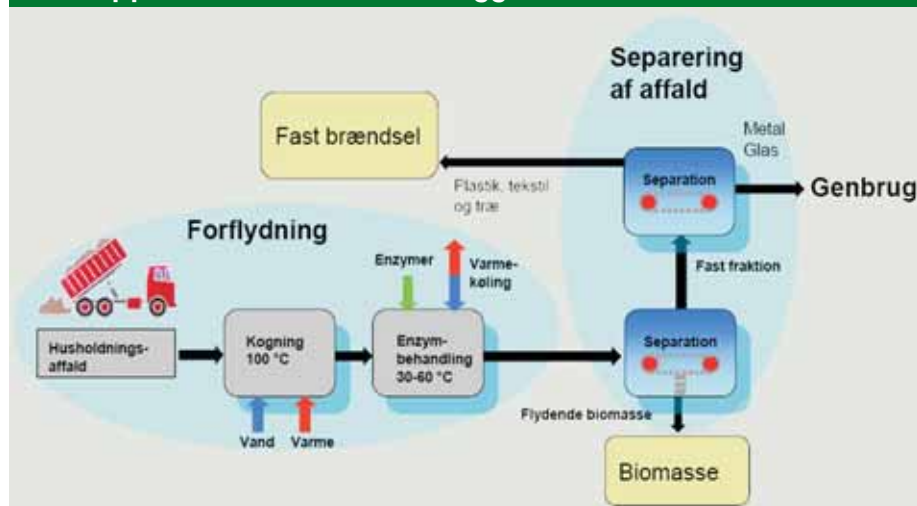 Separering
af affald
Fast brændsel
Metal
Glas
Separation
Genbrug
Plastik, tekstil
og træ
Forflydning
Enzymer
Varme-
køling
Fast fraktion
Husholdnings-
affald
Kogning
100 °C
Enzym-
behandling
30-60 °C
Separation
Flydende biomasse
Vand
Varme
Biomasse